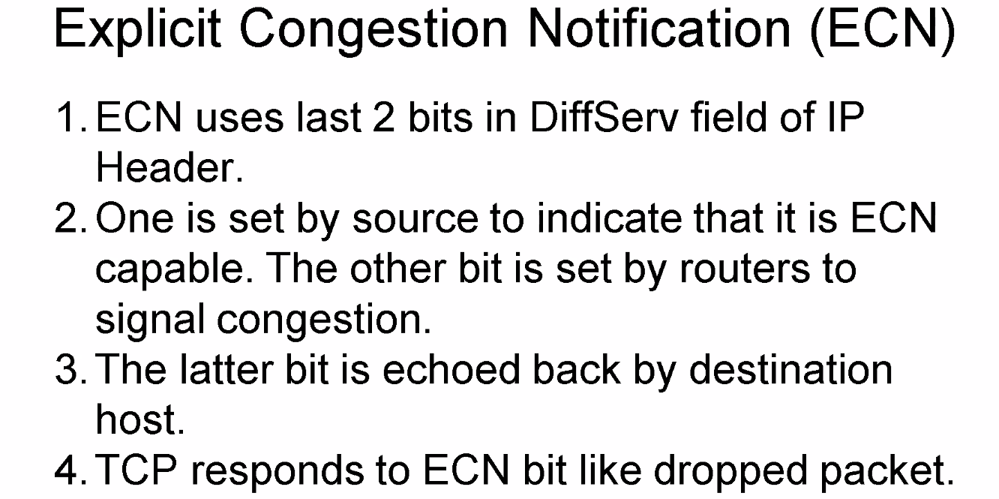 Explicit Congestion Notification (ECN)
1. ECN uses last 2 bits in DiffServ field of IP
Header.
2. One is set by source to indicate that it is ECN
capable. The other bit is set by routers to
signal congestion.
3. The latter bit is echoed back by destination
host.
4. TCP responds to ECN bit like dropped packet.